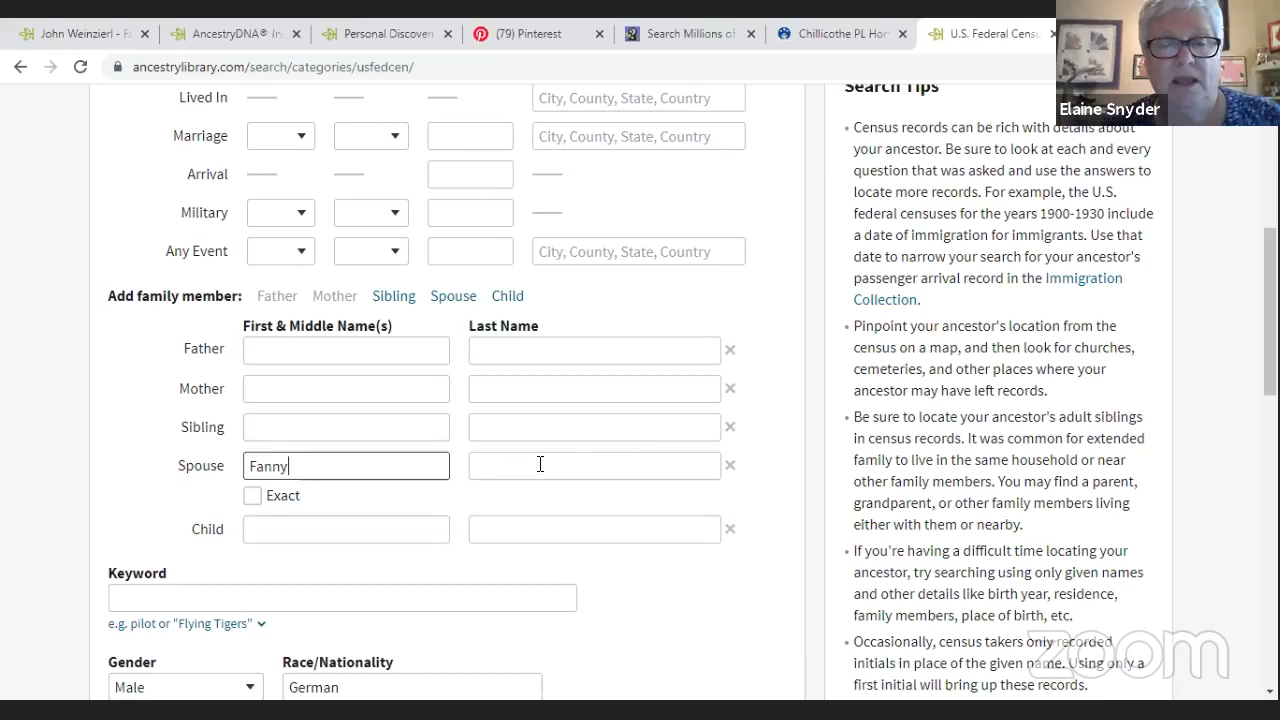 John Weinzierl - F
AncestryDNA® in
Personal Discover
(79) Pinterest
Search Millions of
Chillicothe PL Hor
U.S. Federal Censu
ancestrylibrary.com/search/categories/usfedcen/
Elaine Snyder
Lived In City, County, State, Country
Marriage City, County, State, Country
Arrival
Military
Any Event City, County, State, Country
Add family member: Father Mother Sibling Spouse Child
First & Middle Name(s) Last Name
Father
Mother
Sibling
Spouse Fanny
Exact
Child
Keyword
e.g. pilot or "Flying Tigers"
Gender Race/Nationality
Male German
Search Tips
• Census records can be rich with details about
your ancestor. Be sure to look at each and every
question that was asked and use the answers to
locate more records. For example, the U.S.
federal censuses for the years 1900-1930 include
a date of immigration for immigrants. Use that
date to narrow your search for your ancestor's
passenger arrival record in the Immigration
Collection.
• Pinpoint your ancestor's location from the
census on a map, and then look for churches,
cemeteries, and other places where your
ancestor may have left records.
• Be sure to locate your ancestor's adult siblings
in census records. It was common for extended
family to live in the same household or near
other family members. You may find a parent,
grandparent, or other family members living
either with them or nearby.
• If you're having a difficult time locating your
ancestor, try searching using only given names
and other details like birth year, residence,
family members, place of birth, etc.
• Occasionally, census takers only recorded
initials in place of the given name. Using only a
first initial will bring up these records.
zoom